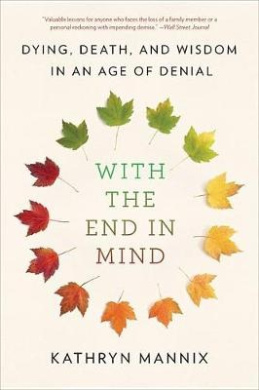 "Valuable lessons for anyone who faces the loss of a family member or a
personal reckoning with impending demise." —Wall Street Journal
DYING, DEATH, AND WISDOM
IN AN AGE OF DENIAL
WITH
THE
END IN
MIND
KATHRYN MANNIX